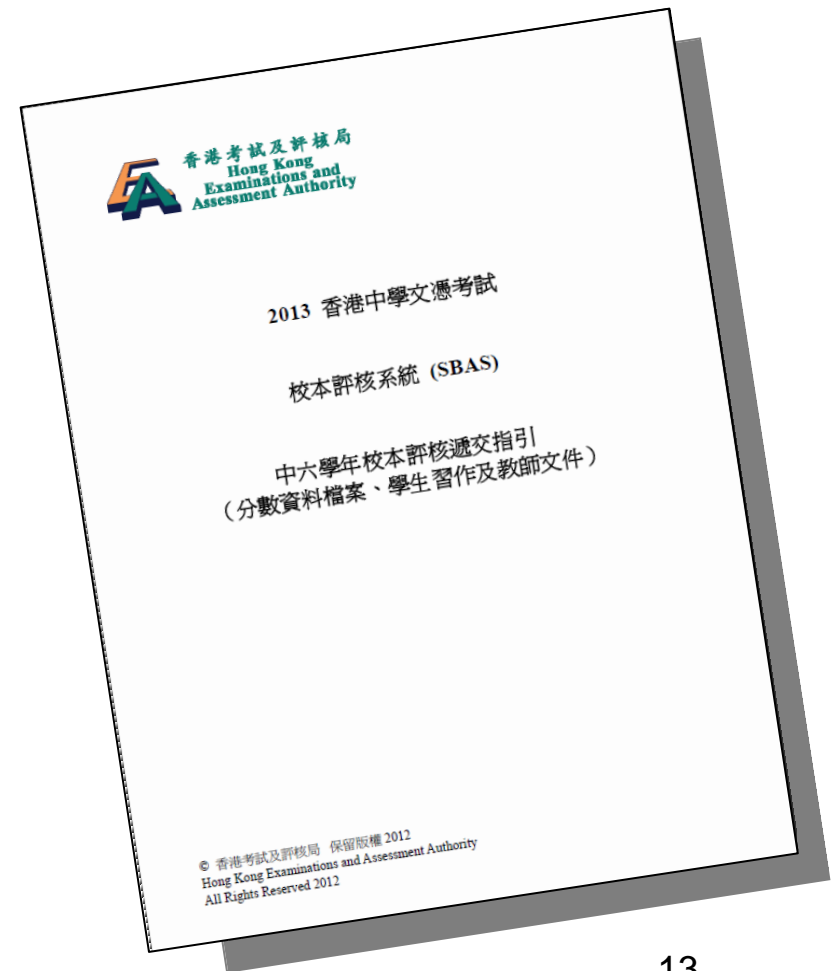 香港考試及評核局
Hong Kong
Examinations and
Assessment Authority
2013 香港中學文憑考試
校本評核系統 (SBAS)
中六學年校本評核遞交指引
（分數資料檔案、學生習作及教師文件）
© 香港考試及評核局 保留版權 2012
Hong Kong Examinations and Assessment Authority
All Rights Reserved 2012
13